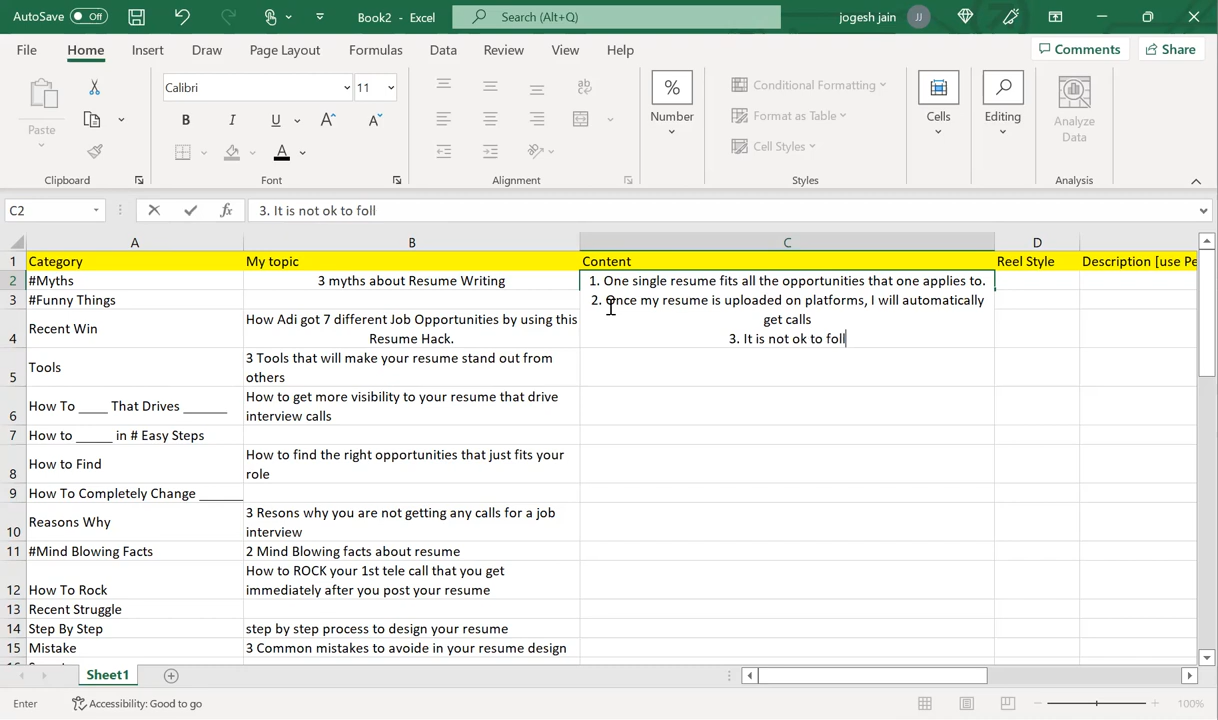 AutoSave Off Book2 - Excel Search (Alt+Q) jogesh jain JJ
File Home Insert Draw Page Layout Formulas Data Review View Help Comments Share
Calibri 11
Paste
B I U A A ab A
% Number
Conditional Formatting
Format as Table
Cell Styles
Cells
Editing
Analyze
Data
Clipboard Font Alignment Styles Analysis
C2 fx 3. It is not ok to foll
A B C D
1 Category My topic Content Reel Style Description [use Pe
2 #Myths 3 myths about Resume Writing 1. One single resume fits all the opportunities that one applies to.
3 #Funny Things 2. Once my resume is uploaded on platforms, I will automatically
get calls
3. It is not ok to foll
4 Recent Win How Adi got 7 different Job Opportunities by using this
Resume Hack.
5 Tools 3 Tools that will make your resume stand out from
others
6 How To ____ That Drives ______ How to get more visibility to your resume that drive
interview calls
7 How to _____ in # Easy Steps
8 How to Find How to find the right opportunities that just fits your
role
9 How To Completely Change ______
10 Reasons Why 3 Resons why you are not getting any calls for a job
interview
11 #Mind Blowing Facts 2 Mind Blowing facts about resume
12 How To Rock How to ROCK your 1st tele call that you get
immediately after you post your resume
13 Recent Struggle
14 Step By Step step by step process to design your resume
15 Mistake 3 Common mistakes to avoide in your resume design
Sheet1
Enter Accessibility: Good to go 100%